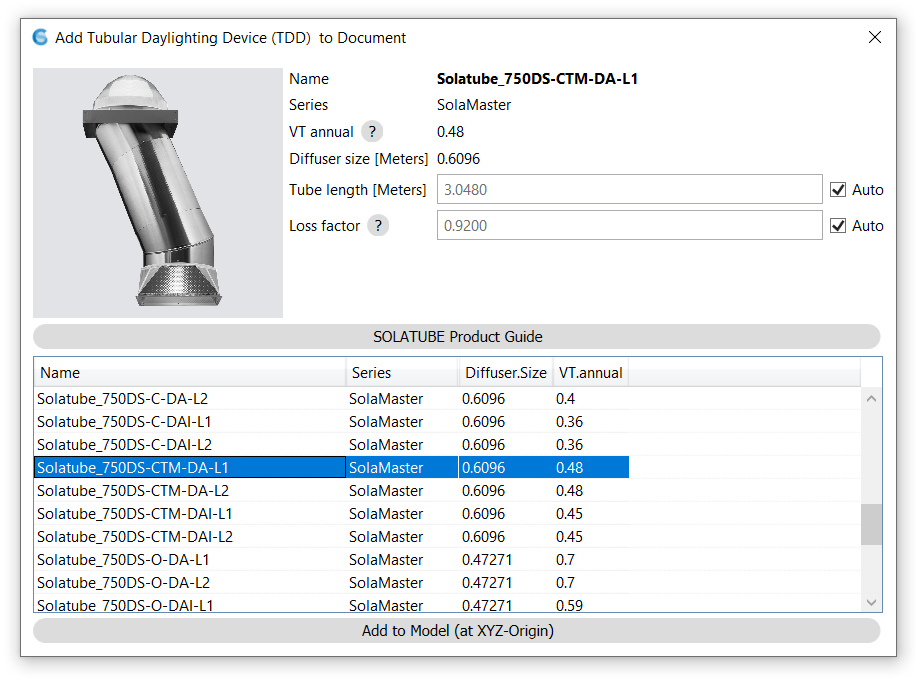 Add Tubular Daylighting Device (TDD) to Document
Name Solatube_750DS-CTM-DA-L1
Series SolaMaster
VT annual ? 0.48
Diffuser size [Meters] 0.6096
Tube length [Meters] 3.0480 Auto
Loss factor ? 0.9200 Auto
SOLATUBE Product Guide
Name Series Diffuser.Size VT.annual
Solatube_750DS-C-DA-L2 SolaMaster 0.6096 0.4
Solatube_750DS-C-DAI-L1 SolaMaster 0.6096 0.36
Solatube_750DS-C-DAI-L2 SolaMaster 0.6096 0.36
Solatube_750DS-CTM-DA-L1 SolaMaster 0.6096 0.48
Solatube_750DS-CTM-DA-L2 SolaMaster 0.6096 0.48
Solatube_750DS-CTM-DAI-L1 SolaMaster 0.6096 0.45
Solatube_750DS-CTM-DAI-L2 SolaMaster 0.6096 0.45
Solatube_750DS-O-DA-L1 SolaMaster 0.47271 0.7
Solatube_750DS-O-DA-L2 SolaMaster 0.47271 0.7
Solatube_750DS-O-DAI-L1 SolaMaster 0.47271 0.59
Add to Model (at XYZ-Origin)